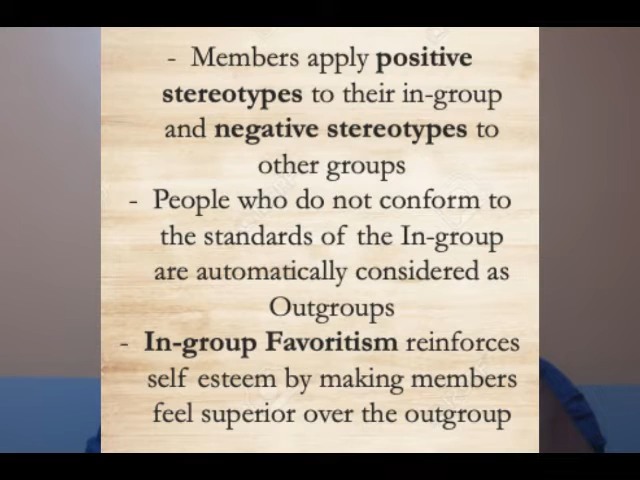 - Members apply positive
stereotypes to their in-group
and negative stereotypes to
other groups
- People who do not conform to
the standards of the In-group
are automatically considered as
Outgroups
- In-group Favoritism reinforces
self esteem by making members
feel superior over the outgroup